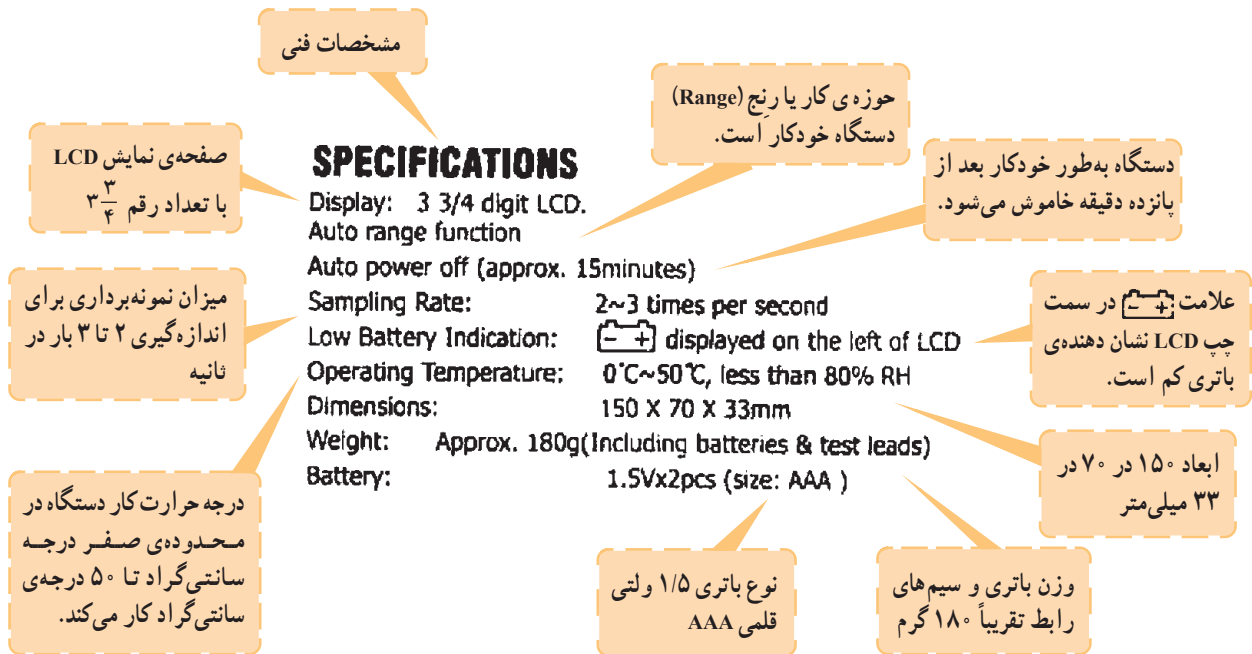 مشخصات فنی
حوزه ی کار یا رِنج (Range)
دستگاه خودکار است.
صفحه‌ی نمایش LCD
با تعداد رقم ۳ ۳/۴
دستگاه به‌طور خودکار بعد از
پانزده دقیقه خاموش می‌شود.
SPECIFICATIONS
Display: 3 3/4 digit LCD.
Auto range function
Auto power off (approx. 15minutes)
Sampling Rate: 2~3 times per second
Low Battery Indication: [- +] displayed on the left of LCD
Operating Temperature: 0°C~50°C, less than 80% RH
Dimensions: 150 X 70 X 33mm
Weight: Approx. 180g(Including batteries & test leads)
Battery: 1.5Vx2pcs (size: AAA )
میزان نمونه‌برداری برای
اندازه‌گیری ۲ تا ۳ بار در
ثانیه
علامت [- +] در سمت
چپ LCD نشان دهنده‌ی
باتری کم است.
ابعاد ۱۵۰ در ۷۰ در
۳۳ میلی‌متر
درجه حرارت کار دستگاه در
محدوده‌ی صفر درجه
سانتی‌گراد تا ۵۰ درجه‌ی
سانتی‌گراد کار می‌کند.
نوع باتری ۱/۵ ولتی
قلمی AAA
وزن باتری و سیم‌های
رابط تقریباً ۱۸۰ گرم